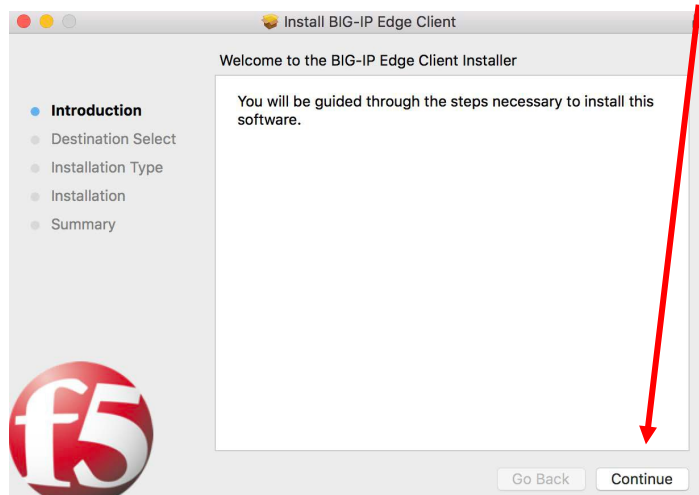 Install BIG-IP Edge Client
Welcome to the BIG-IP Edge Client Installer
Introduction
Destination Select
Installation Type
Installation
Summary
You will be guided through the steps necessary to install this
software.
f5
Go Back
Continue